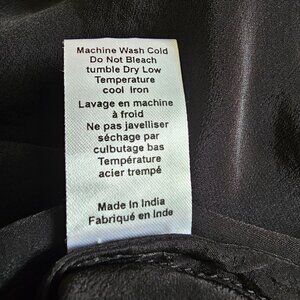 Machine Wash Cold
Do Not Bleach
tumble Dry Low
Temperature
cool Iron
Lavage en machine
à froid
Ne pas javelliser
séchage par
culbutage bas
Température
acier trempé
Made In India
Fabriqué en Inde